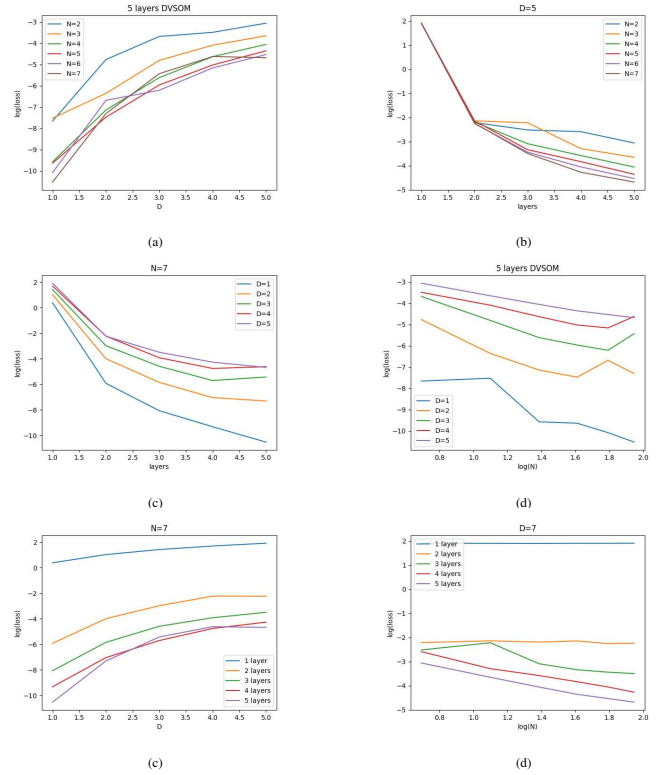 5 layers DVSOM
N=2
N=3
N=4
N=5
N=6
N=7
−3
−4
−5
−6
−7
−8
−9
−10
log(loss)
1.0 1.5 2.0 2.5 3.0 3.5 4.0 4.5 5.0
D
(a)
D=5
N=2
N=3
N=4
N=5
N=6
N=7
2
1
0
−1
−2
−3
−4
−5
log(loss)
1.0 1.5 2.0 2.5 3.0 3.5 4.0 4.5 5.0
layers
(b)
N=7
D=1
D=2
D=3
D=4
D=5
2
0
−2
−4
−6
−8
−10
log(loss)
1.0 1.5 2.0 2.5 3.0 3.5 4.0 4.5 5.0
layers
(c)
5 layers DVSOM
−3
−4
−5
−6
−7
−8
−9
−10
log(loss)
D=1
D=2
D=3
D=4
D=5
0.8 1.0 1.2 1.4 1.6 1.8 2.0
log(N)
(d)
N=7
2
0
−2
−4
−6
−8
−10
log(loss)
1 layer
2 layers
3 layers
4 layers
5 layers
1.0 1.5 2.0 2.5 3.0 3.5 4.0 4.5 5.0
D
(c)
D=7
1 layer
2 layers
3 layers
4 layers
5 layers
2
1
0
−1
−2
−3
−4
−5
log(loss)
0.8 1.0 1.2 1.4 1.6 1.8 2.0
log(N)
(d)